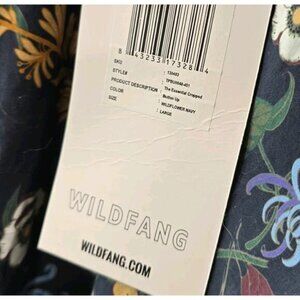 8 43233 17328 4
SKU 138493
STYLE#
PRODUCT DESCRIPTION The Essential Cropped
Button Up
COLOR WILDFLOWER NAVY
SIZE LARGE
WILDFANG
WILDFANG.COM